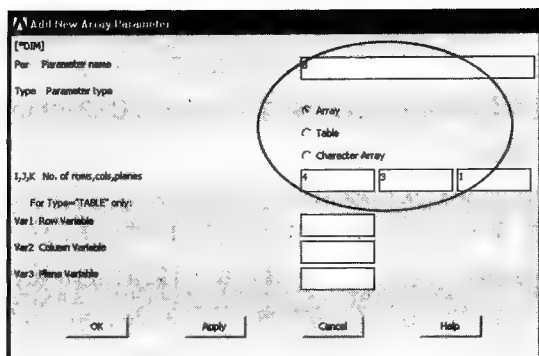 Add New Array Parameter
[*DIM]
Par Parameter name
Type Parameter type
Array
Table
Character Array
I,J,K No. of rows,cols,planes
4 3 1
For Type="TABLE" only:
Var1 Row Variable
Var2 Column Variable
Var3 Plane Variable
OK Apply Cancel Help